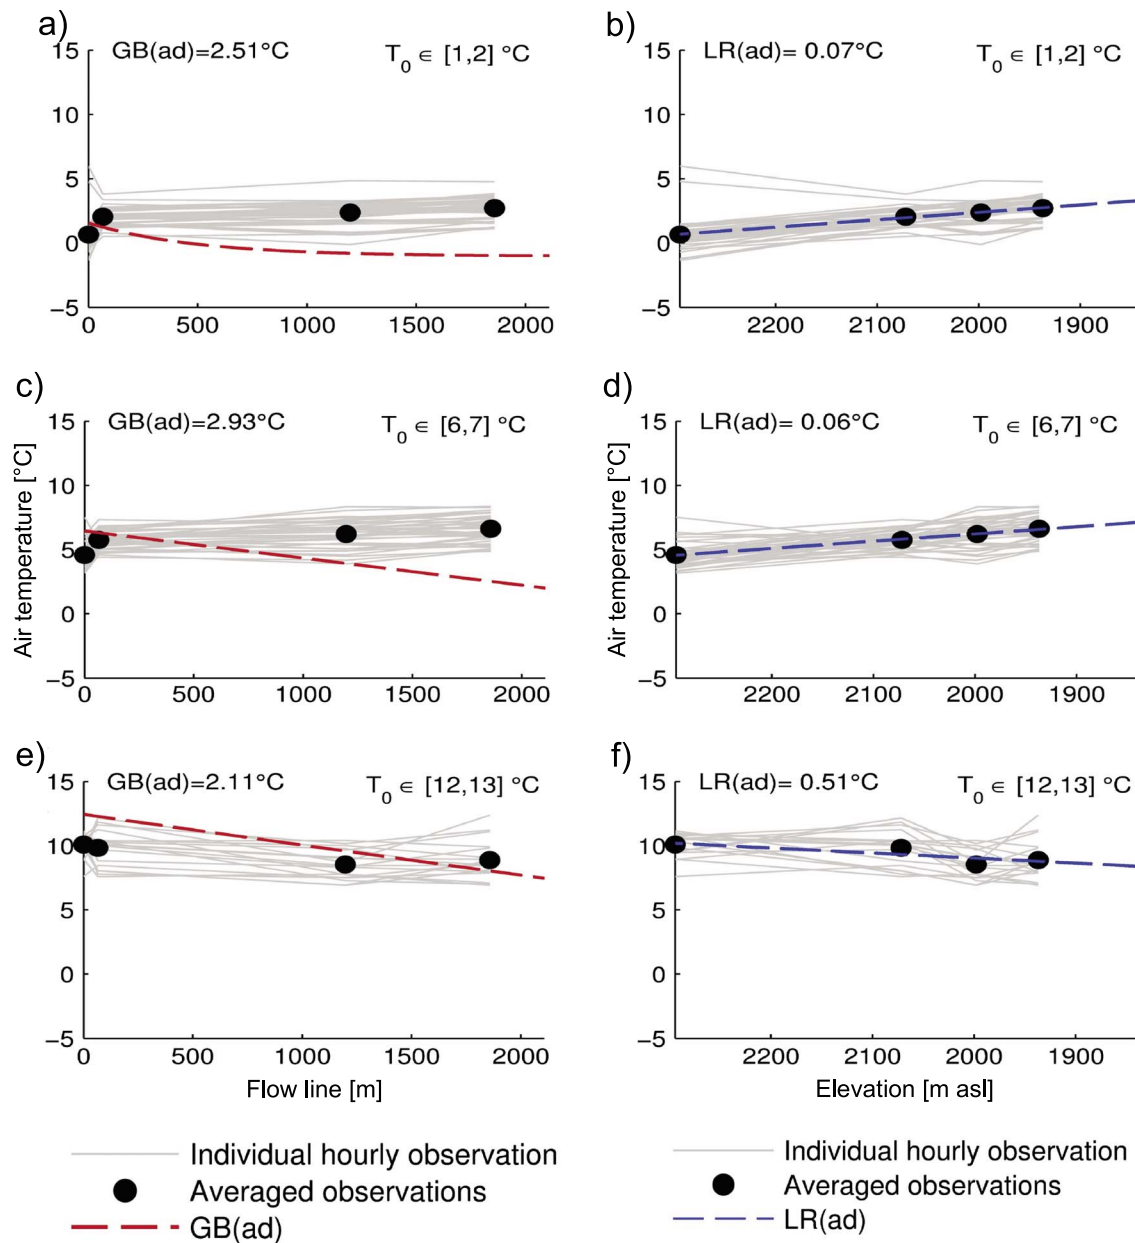 a)
GB(ad)=2.51°C
T0 ∈ [1,2] °C
15
10
5
0
−5
0 500 1000 1500 2000
b)
LR(ad)= 0.07°C
T0 ∈ [1,2] °C
15
10
5
0
−5
2200 2100 2000 1900
c)
GB(ad)=2.93°C
T0 ∈ [6,7] °C
Air temperature [°C]
15
10
5
0
−5
0 500 1000 1500 2000
d)
LR(ad)= 0.06°C
T0 ∈ [6,7] °C
Air temperature [°C]
15
10
5
0
−5
2200 2100 2000 1900
e)
GB(ad)=2.11°C
T0 ∈ [12,13] °C
15
10
5
0
−5
0 500 1000 1500 2000
Flow line [m]
f)
LR(ad)= 0.51°C
T0 ∈ [12,13] °C
15
10
5
0
−5
2200 2100 2000 1900
Elevation [m asl]
Individual hourly observation
Averaged observations
GB(ad)
Individual hourly observation
Averaged observations
LR(ad)